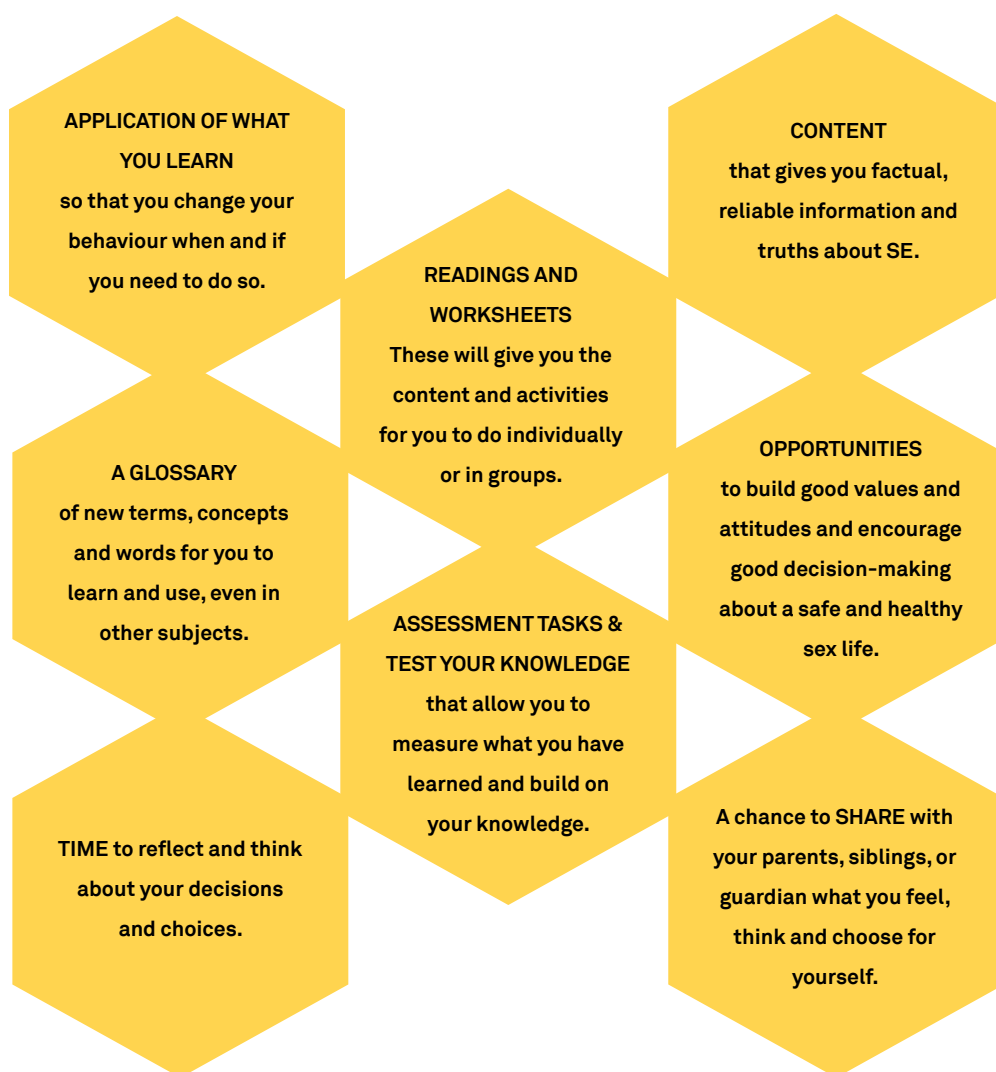 APPLICATION OF WHAT
YOU LEARN
so that you change your
behaviour when and if
you need to do so.
CONTENT
that gives you factual,
reliable information and
truths about SE.
READINGS AND
WORKSHEETS
These will give you the
content and activities
for you to do individually
or in groups.
A GLOSSARY
of new terms, concepts
and words for you to
learn and use, even in
other subjects.
OPPORTUNITIES
to build good values and
attitudes and encourage
good decision-making
about a safe and healthy
sex life.
ASSESSMENT TASKS &
TEST YOUR KNOWLEDGE
that allow you to
measure what you have
learned and build on
your knowledge.
TIME to reflect and think
about your decisions
and choices.
A chance to SHARE with
your parents, siblings, or
guardian what you feel,
think and choose for
yourself.